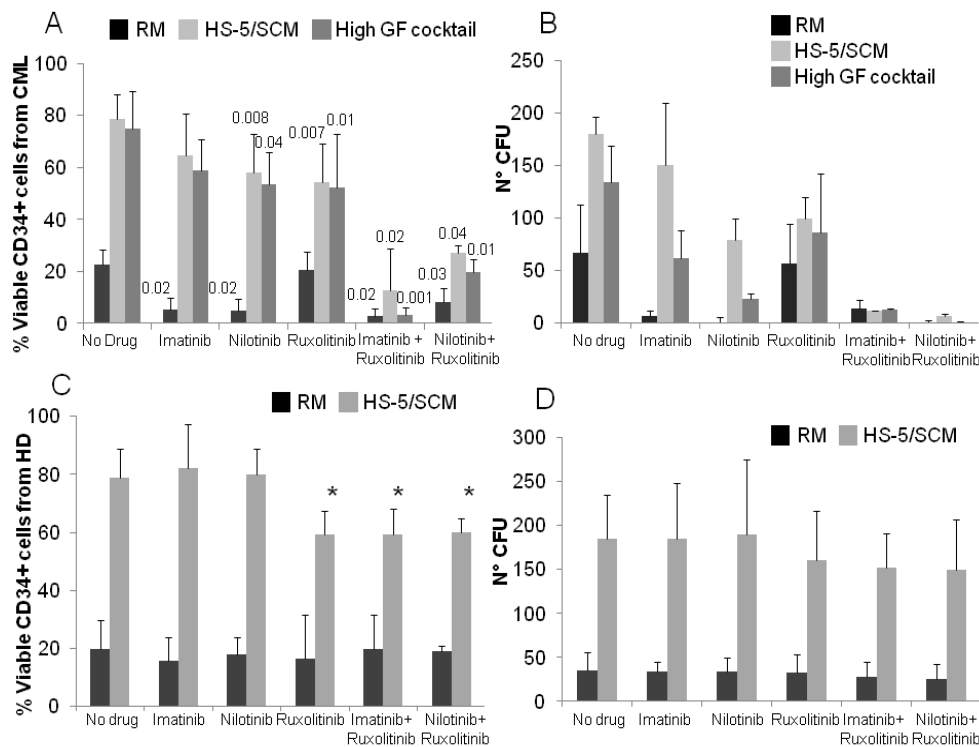 A
RM HS-5/SCM High GF cocktail
% Viable CD34+ cells from CML
100
80
60
40
20
0
0.02
0.02
0.008
0.04
0.007
0.01
0.02
0.02
0.001
0.03
0.04
0.01
No Drug Imatinib Nilotinib Ruxolitinib Imatinib + Ruxolitinib Nilotinib+ Ruxolitinib
B
RM
HS-5/SCM
High GF cocktail
N° CFU
250
200
150
100
50
0
No drug Imatinib Nilotinib Ruxolitinib Imatinib+ Ruxolitinib Nilotinib+ Ruxolitinib
C
RM HS-5/SCM
% Viable CD34+ cells from HD
100
80
60
40
20
0
* * *
No drug Imatinib Nilotinib Ruxolitinib Imatinib+ Ruxolitinib Nilotinib+ Ruxolitinib
D
RM HS-5/SCM
N° CFU
300
250
200
150
100
50
0
No drug Imatinib Nilotinib Ruxolitinib Imatinib+ Ruxolitinib Nilotinib+ Ruxolitinib